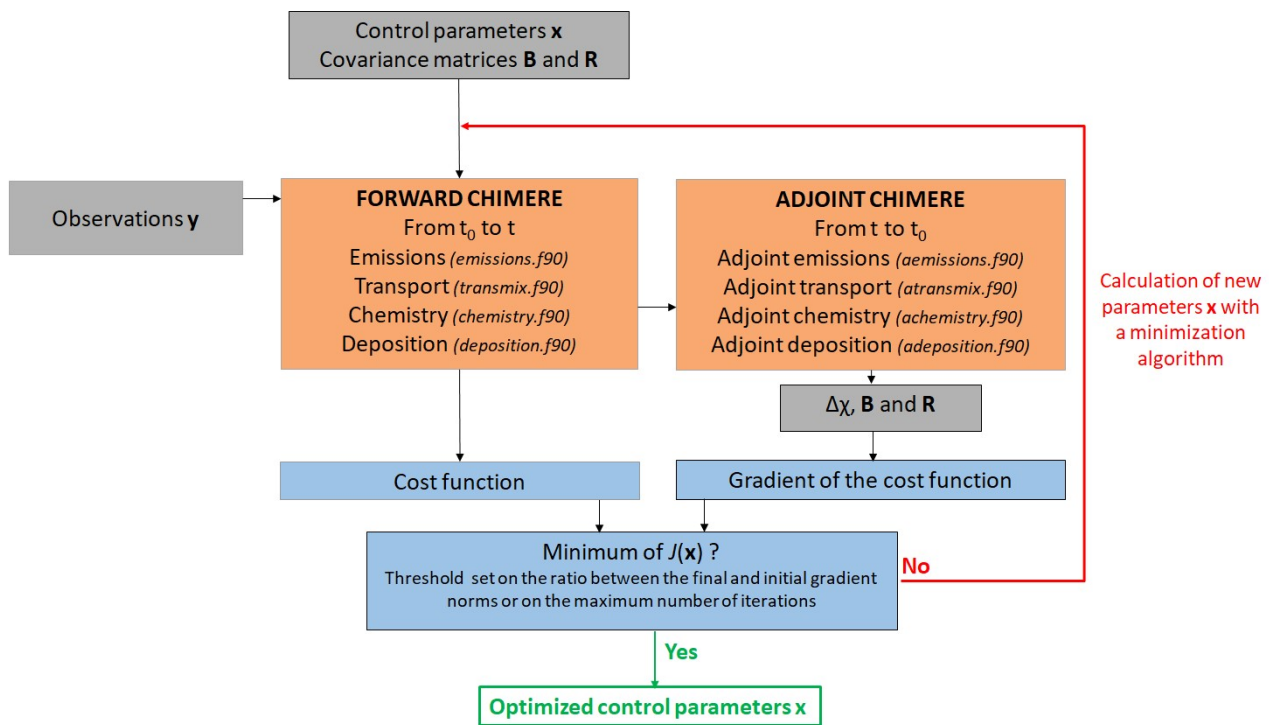 Control parameters x
Covariance matrices B and R
Observations y
FORWARD CHIMERE
From t₀ to t
Emissions (emissions.f90)
Transport (transmix.f90)
Chemistry (chemistry.f90)
Deposition (deposition.f90)
ADJOINT CHIMERE
From t to t₀
Adjoint emissions (aemissions.f90)
Adjoint transport (atransmix.f90)
Adjoint chemistry (achemistry.f90)
Adjoint deposition (adeposition.f90)
Calculation of new
parameters x with
a minimization
algorithm
Δχ, B and R
Cost function
Gradient of the cost function
Minimum of J(x) ?
Threshold set on the ratio between the final and initial gradient
norms or on the maximum number of iterations
No
Yes
Optimized control parameters x